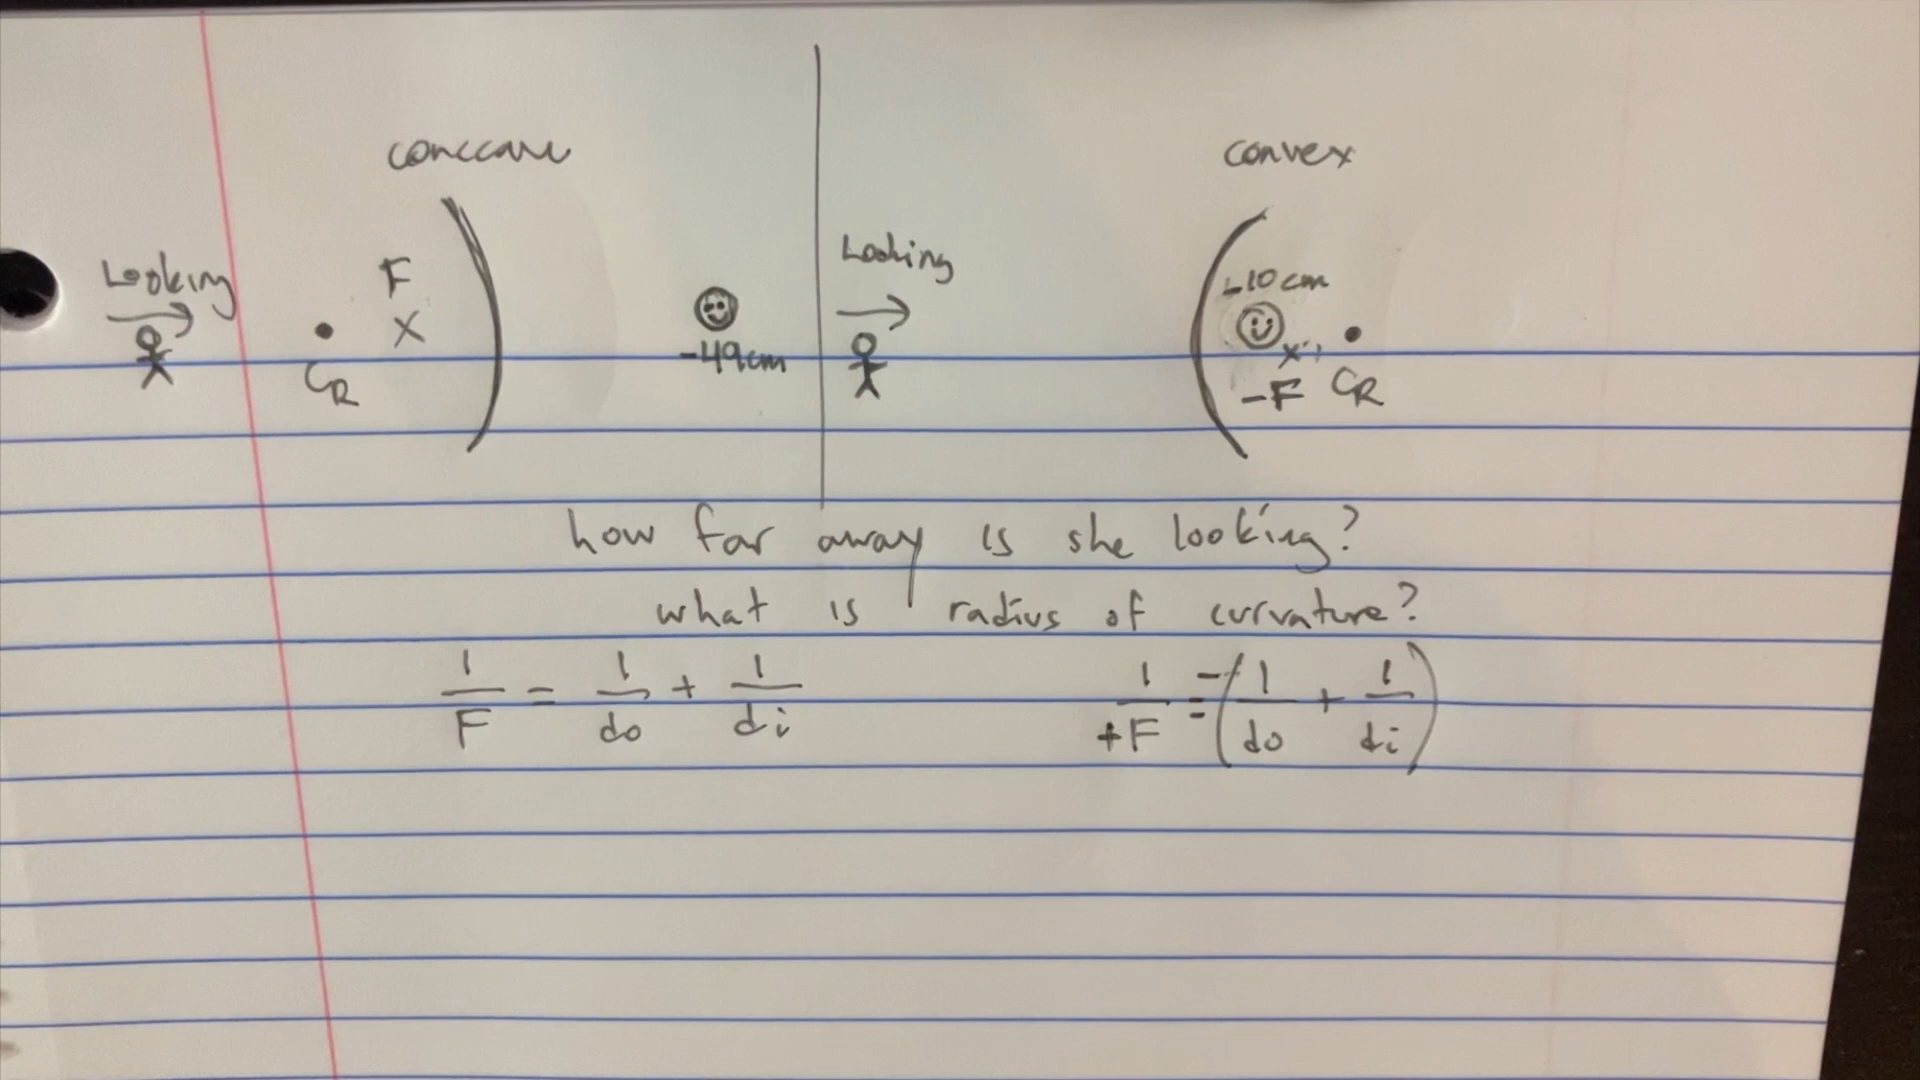 conccave
convex
Looking
F
X
CR
-49cm
Looking
-10cm
X
-F
CR
how far away is she looking?
what is radius of curvature?
1/F = 1/do + 1/di
1/+F = -(1/do + 1/di)